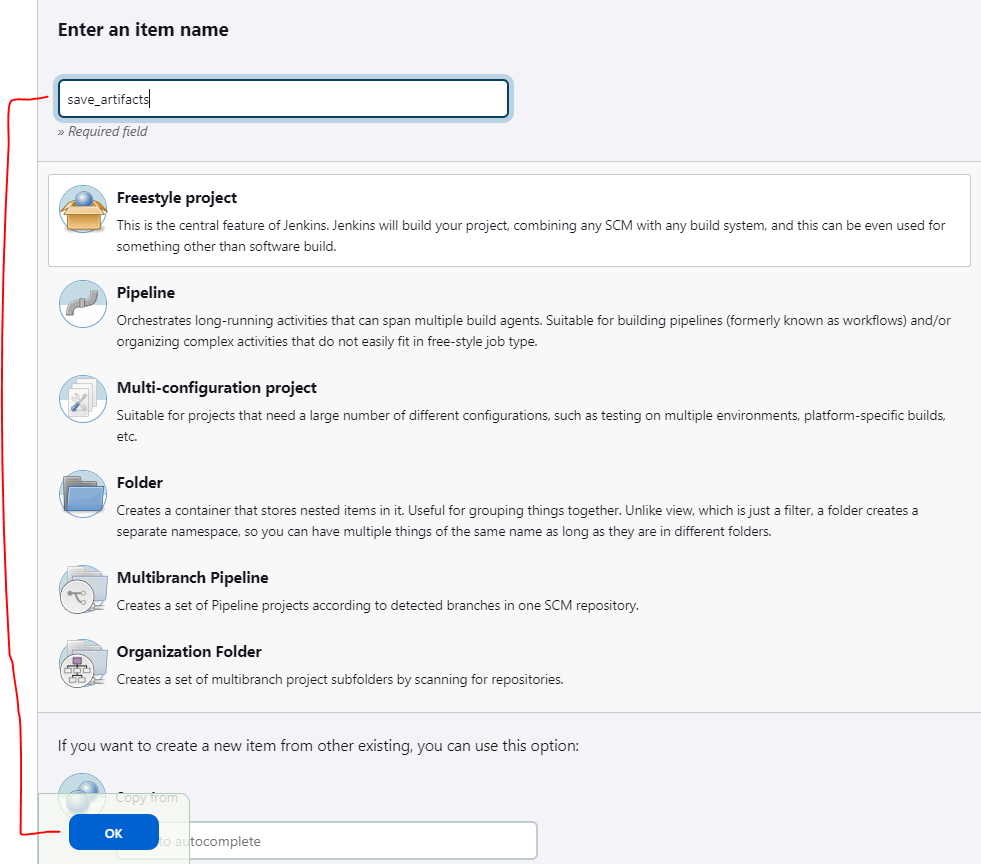 Enter an item name
save_artifacts
» Required field
Freestyle project
This is the central feature of Jenkins. Jenkins will build your project, combining any SCM with any build system, and this can be even used for
something other than software build.
Pipeline
Orchestrates long-running activities that can span multiple build agents. Suitable for building pipelines (formerly known as workflows) and/or
organizing complex activities that do not easily fit in free-style job type.
Multi-configuration project
Suitable for projects that need a large number of different configurations, such as testing on multiple environments, platform-specific builds,
etc.
Folder
Creates a container that stores nested items in it. Useful for grouping things together. Unlike view, which is just a filter, a folder creates a
separate namespace, so you can have multiple things of the same name as long as they are in different folders.
Multibranch Pipeline
Creates a set of Pipeline projects according to detected branches in one SCM repository.
Organization Folder
Creates a set of multibranch project subfolders by scanning for repositories.
If you want to create a new item from other existing, you can use this option:
Copy from
OK
to autocomplete